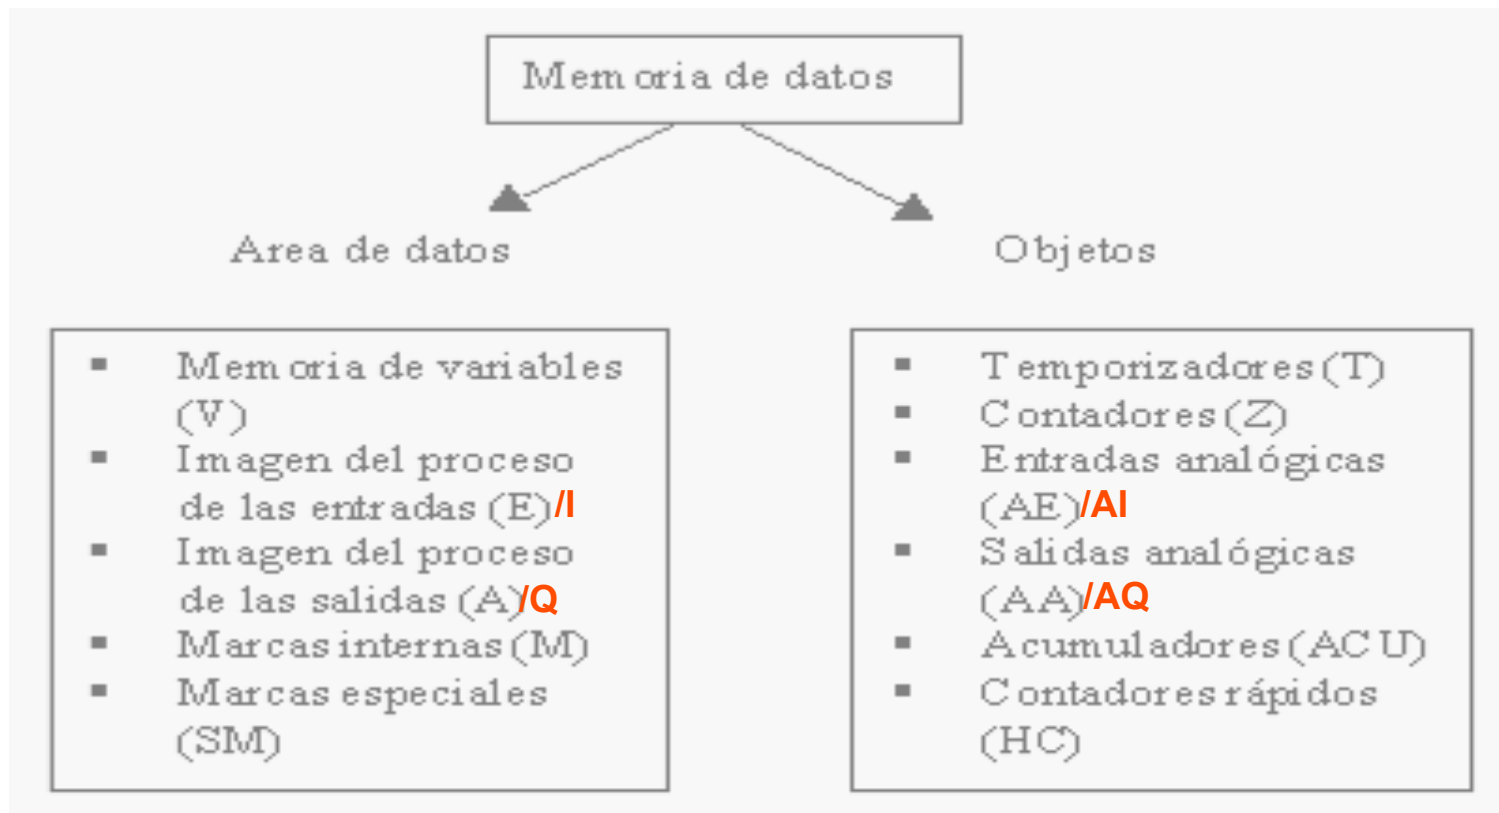 Memoria de datos
Area de datos
Objetos
▪ Memoria de variables
(V)
▪ Imagen del proceso
de las entradas (E)/I
▪ Imagen del proceso
de las salidas (A)/Q
▪ Marcas internas (M)
▪ Marcas especiales
(SM)
▪ Temporizadores (T)
▪ Contadores (Z)
▪ Entradas analógicas
(AE)/AI
▪ Salidas analógicas
(AA)/AQ
▪ Acumuladores (ACU)
▪ Contadores rápidos
(HC)